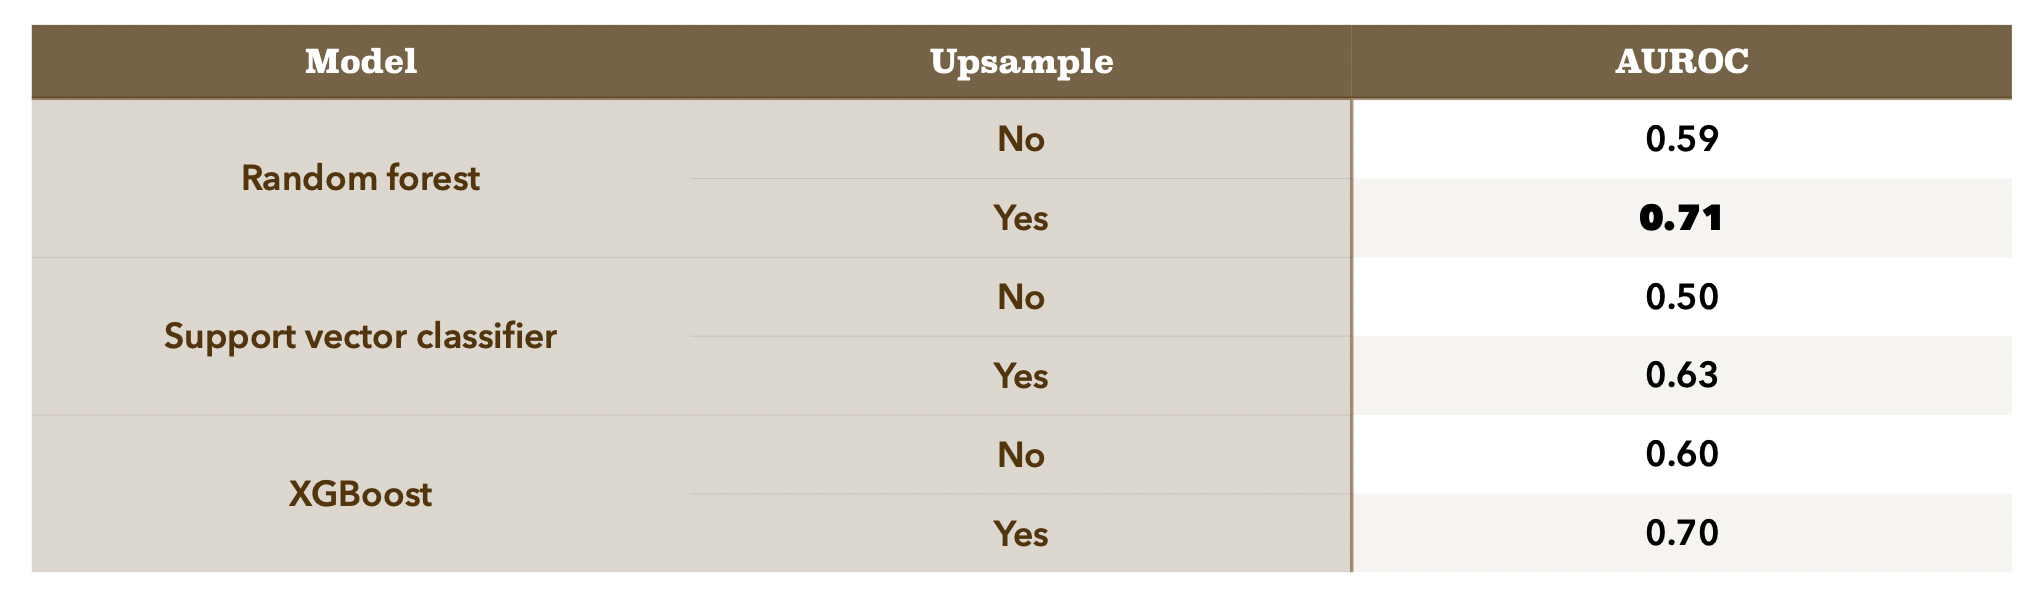 Model Upsample AUROC
Random forest No 0.59
Yes 0.71
Support vector classifier No 0.50
Yes 0.63
XGBoost No 0.60
Yes 0.70